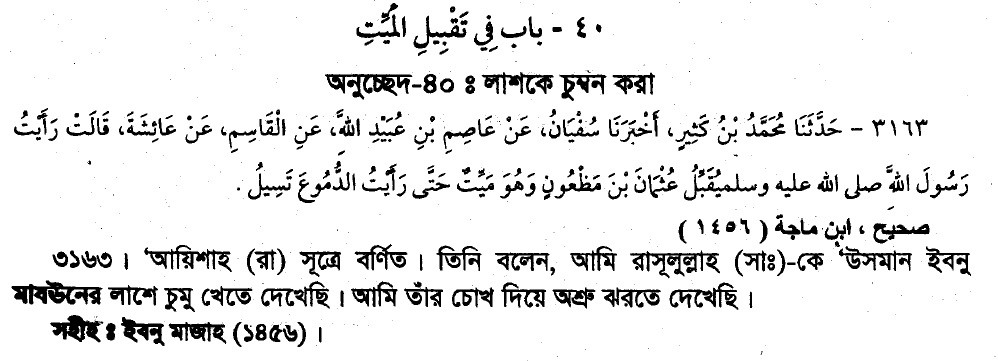 ٤٠ - باب فِي تَقْبِيلِ الْمَيِّتِ
অনুচ্ছেদ-৪০ ঃ লাশকে চুম্বন করা
٣١٦٣ - حَدَّثَنَا مُحَمَّدُ بْنُ كَثِيرٍ، أَخْبَرَنَا سُفْيَانُ، عَنْ عَاصِمِ بْنِ عُبَيْدِ اللَّهِ، عَنِ الْقَاسِمِ، عَنْ عَائِشَةَ، قَالَتْ رَأَيْتُ
رَسُولَ اللَّهِ صلى الله عليه وسلميُقَبِّلُ عُثْمَانَ بْنَ مَظْعُونٍ وَهُوَ مَيِّتٌ حَتَّى رَأَيْتُ الدُّمُوعَ تَسِيلُ .
صحيح ، ابن ماجة ( ١٤٥٦ )
৩১৬৩ । ‘আয়িশাহ (রা) সূত্রে বর্ণিত । তিনি বলেন, আমি রাসূলুল্লাহ (সাঃ)-কে ‘উসমান ইবনু
মাবঊনের লাশে চুমু খেতে দেখেছি । আমি তাঁর চোখ দিয়ে অশ্রু ঝরতে দেখেছি ।
সহীহ ঃ ইবনু মাজাহ (১৪৫৬) ।